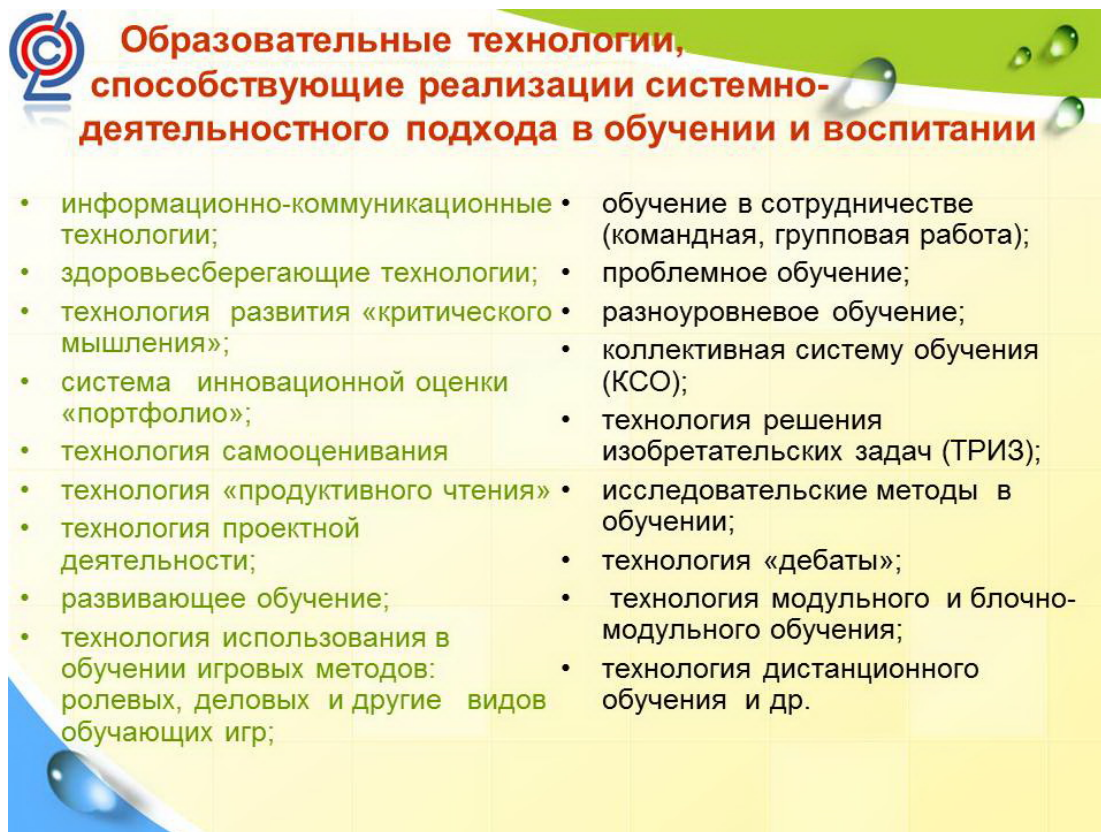 Образовательные технологии,
способствующие реализации системно-
деятельностного подхода в обучении и воспитании
• информационно-коммуникационные
технологии;
• здоровьесберегающие технологии;
• технология развития «критического
мышления»;
• система инновационной оценки
«портфолио»;
• технология самооценивания
• технология «продуктивного чтения»
• технология проектной
деятельности;
• развивающее обучение;
• технология использования в
обучении игровых методов:
ролевых, деловых и другие видов
обучающих игр;
• обучение в сотрудничестве
(командная, групповая работа);
• проблемное обучение;
• разноуровневое обучение;
• коллективная систему обучения
(КСО);
• технология решения
изобретательских задач (ТРИЗ);
• исследовательские методы в
обучении;
• технология «дебаты»;
• технология модульного и блочно-
модульного обучения;
• технология дистанционного
обучения и др.